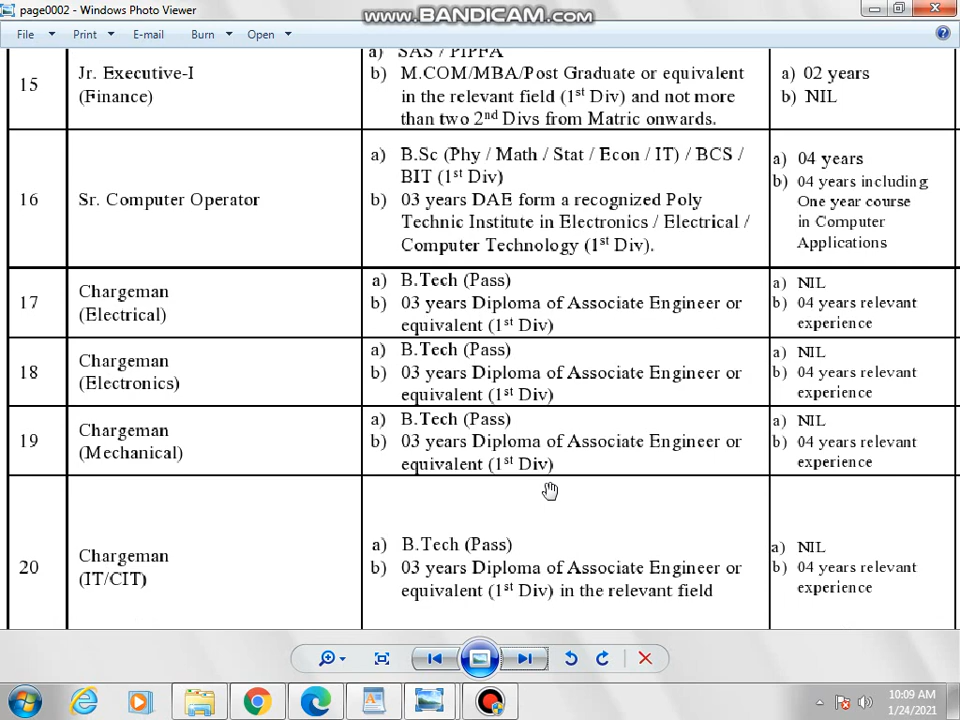 page0002 - Windows Photo Viewer
www.BANDICAM.com
File Print E-mail Burn Open
a) SAS / PIPFA
15
Jr. Executive-I
(Finance)
b) M.COM/MBA/Post Graduate or equivalent
in the relevant field (1st Div) and not more
than two 2nd Divs from Matric onwards.
a) 02 years
b) NIL
16
Sr. Computer Operator
a) B.Sc (Phy / Math / Stat / Econ / IT) / BCS /
BIT (1st Div)
b) 03 years DAE form a recognized Poly
Technic Institute in Electronics / Electrical /
Computer Technology (1st Div).
a) 04 years
b) 04 years including
One year course
in Computer
Applications
17
Chargeman
(Electrical)
a) B.Tech (Pass)
b) 03 years Diploma of Associate Engineer or
equivalent (1st Div)
a) NIL
b) 04 years relevant
experience
18
Chargeman
(Electronics)
a) B.Tech (Pass)
b) 03 years Diploma of Associate Engineer or
equivalent (1st Div)
a) NIL
b) 04 years relevant
experience
19
Chargeman
(Mechanical)
a) B.Tech (Pass)
b) 03 years Diploma of Associate Engineer or
equivalent (1st Div)
a) NIL
b) 04 years relevant
experience
20
Chargeman
(IT/CIT)
a) B.Tech (Pass)
b) 03 years Diploma of Associate Engineer or
equivalent (1st Div) in the relevant field
a) NIL
b) 04 years relevant
experience
10:09 AM
1/24/2021